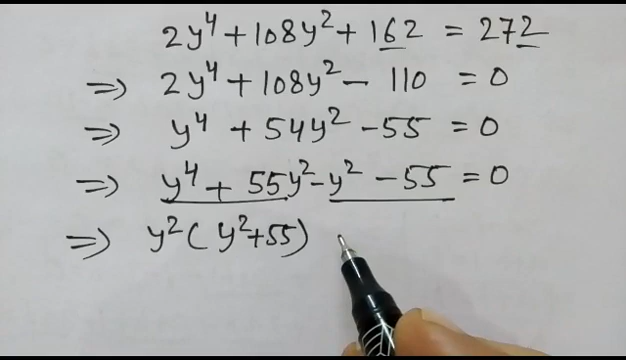 2y⁴ + 108y² + 162 = 272
⇒ 2y⁴ + 108y² − 110 = 0
⇒ y⁴ + 54y² − 55 = 0
⇒ y⁴ + 55y² − y² − 55 = 0
⇒ y² ( y² + 55 )